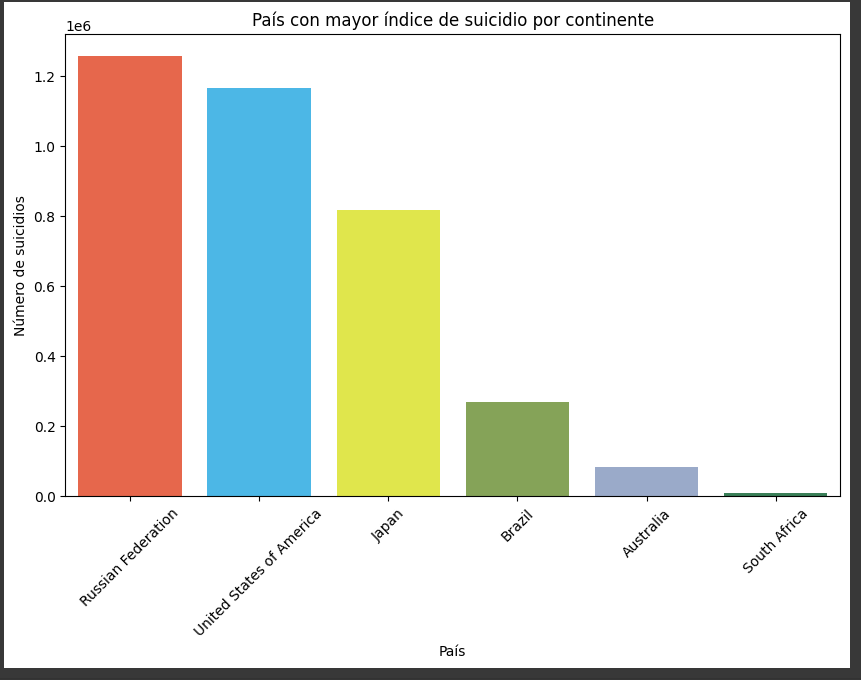 País con mayor índice de suicidio por continente
1e6
1.2
1.0
0.8
0.6
0.4
0.2
0.0
Número de suicidios
Russian Federation
United States of America
Japan
Brazil
Australia
South Africa
País